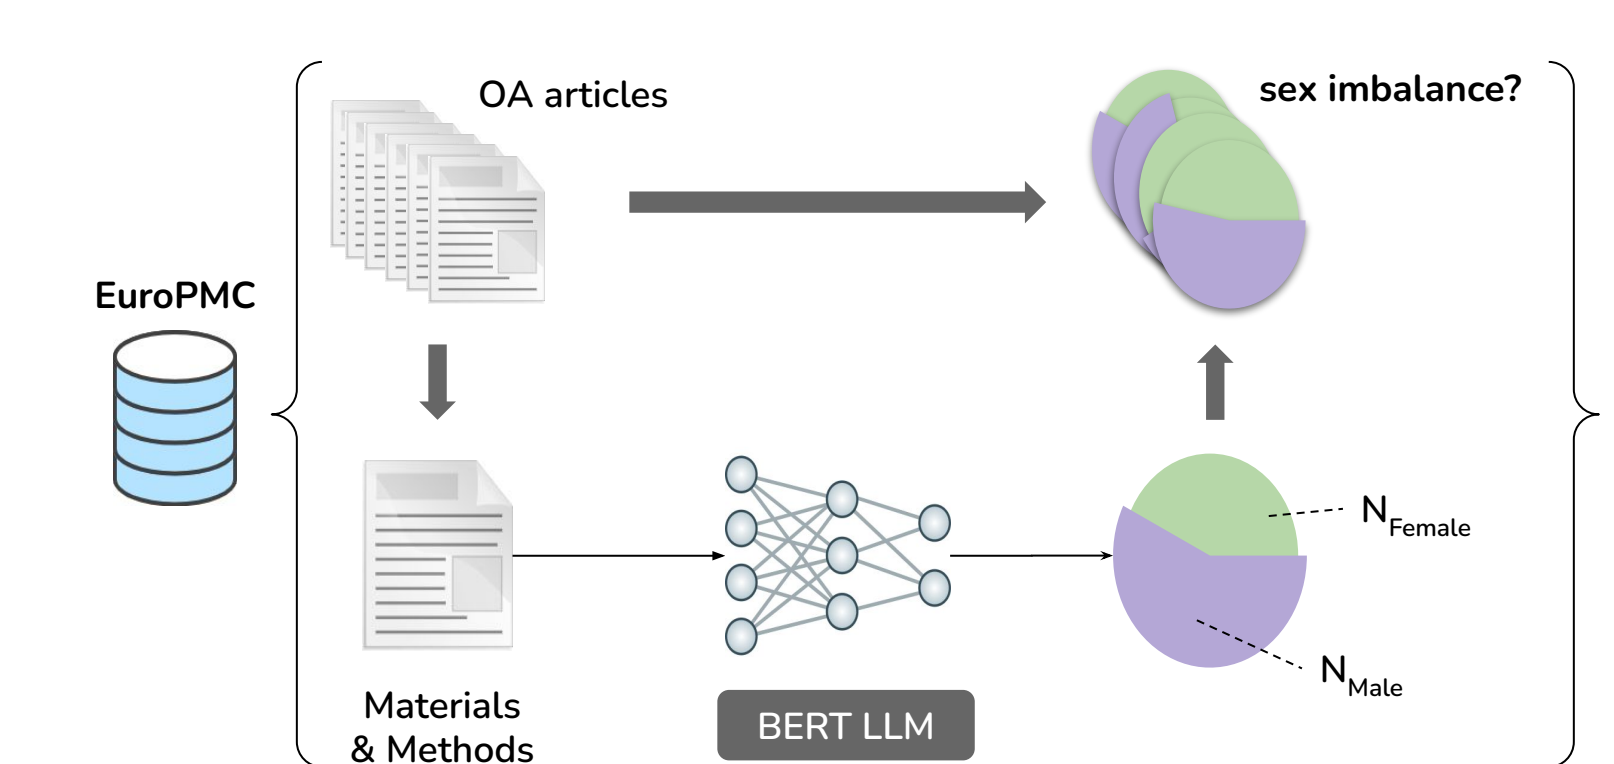 OA articles
sex imbalance?
EuroPMC
N Female
N Male
Materials
& Methods
BERT LLM